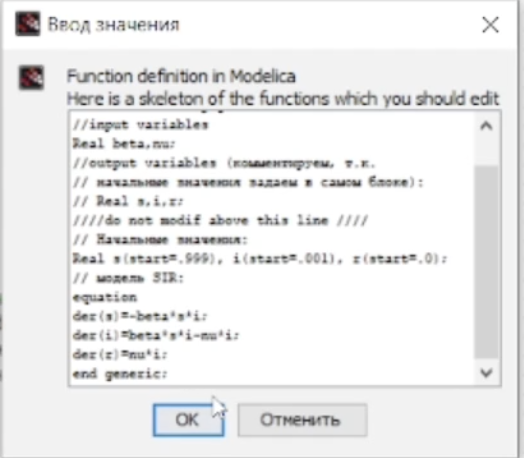 Ввод значения
Function definition in Modelica
Here is a skeleton of the functions which you should edit
//input variables
Real beta,nu;
//output variables (комментируем, т.к.
// начальные значения задаем в самом блоке):
// Real s,i,r;
////do not modif above this line ////
// Начальные значения:
Real s(start=.999), i(start=.001), r(start=.0);
// модель SIR:
equation
der(s)=-beta*s*i;
der(i)=beta*s*i-nu*i;
der(r)=nu*i;
end generic;
OK
Отменить